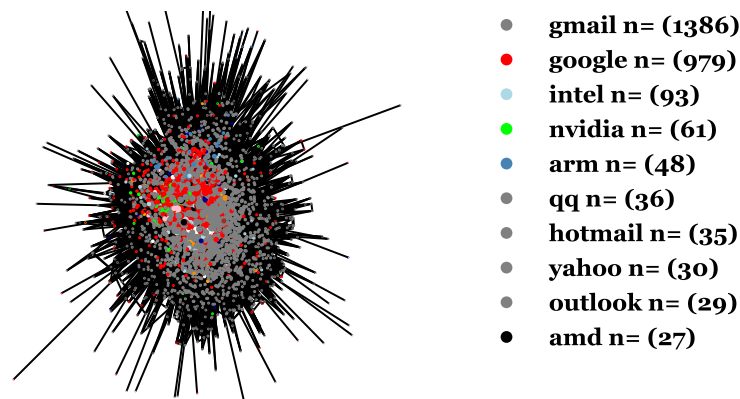 gmail n= (1386)
google n= (979)
intel n= (93)
nvidia n= (61)
arm n= (48)
qq n= (36)
hotmail n= (35)
yahoo n= (30)
outlook n= (29)
amd n= (27)